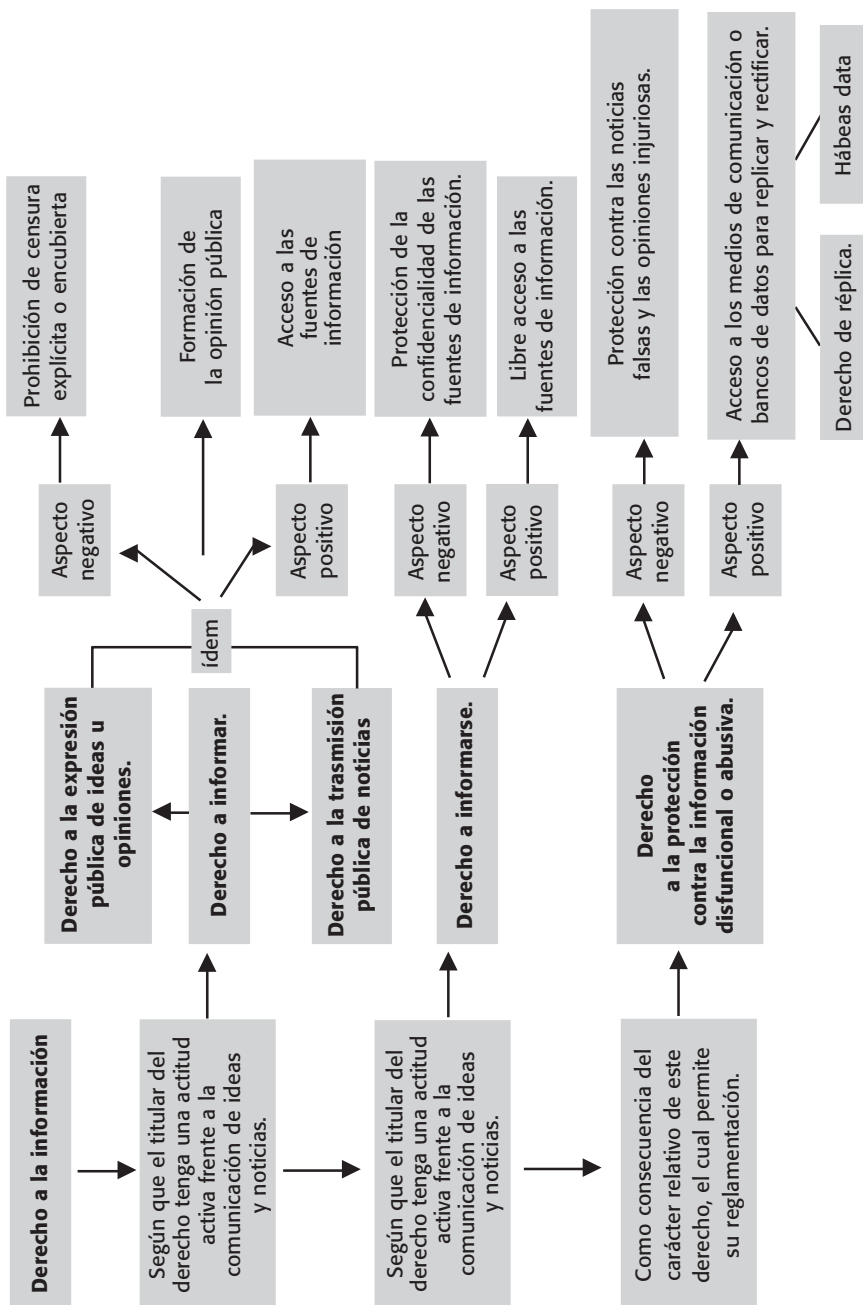 Derecho a la información
Según que el titular del
derecho tenga una actitud
activa frente a la
comunicación de ideas
y noticias.
Según que el titular del
derecho tenga una actitud
activa frente a la
comunicación de ideas
y noticias.
Como consecuencia del
carácter relativo de este
derecho, el cual permite
su reglamentación.
Derecho a la expresión
pública de ideas u
opiniones.
Derecho a informar.
Derecho a la trasmisión
pública de noticias
Derecho a informarse.
Derecho
a la protección
contra la información
disfuncional o abusiva.
ídem
Aspecto
negativo
Aspecto
positivo
Aspecto
negativo
Aspecto
positivo
Aspecto
negativo
Aspecto
positivo
Prohibición de censura
explícita o encubierta
Formación de
la opinión pública
Acceso a las
fuentes de
información
Protección de la
confidencialidad de las
fuentes de información.
Libre acceso a las
fuentes de información.
Protección contra las noticias
falsas y las opiniones injuriosas.
Acceso a los medios de comunicación o
bancos de datos para replicar y rectificar.
Derecho de réplica.
Hábeas data